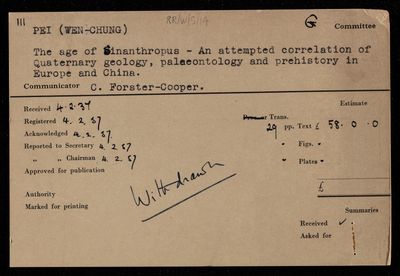 111 RR/W/S/14 G Committee
PEI (WEN-CHUNG)
The age of Sinanthropus - An attempted correlation of
Quaternary geology, palaeontology and prehistory in
Europe and China.
Communicator C. Forster-Cooper.
Received 4.2.37 Estimate
Registered 4.2.37 Trans.
29 pp. Text £ 58 . 0 . 0
Acknowledged 4.2.37
Reported to Secretary 4 2 37 " Figs. "
" " Chairman 4. 2. 37 " Plates "
Approved for publication
Withdrawn
Authority £
Marked for printing Summaries
Received ✓
Asked for